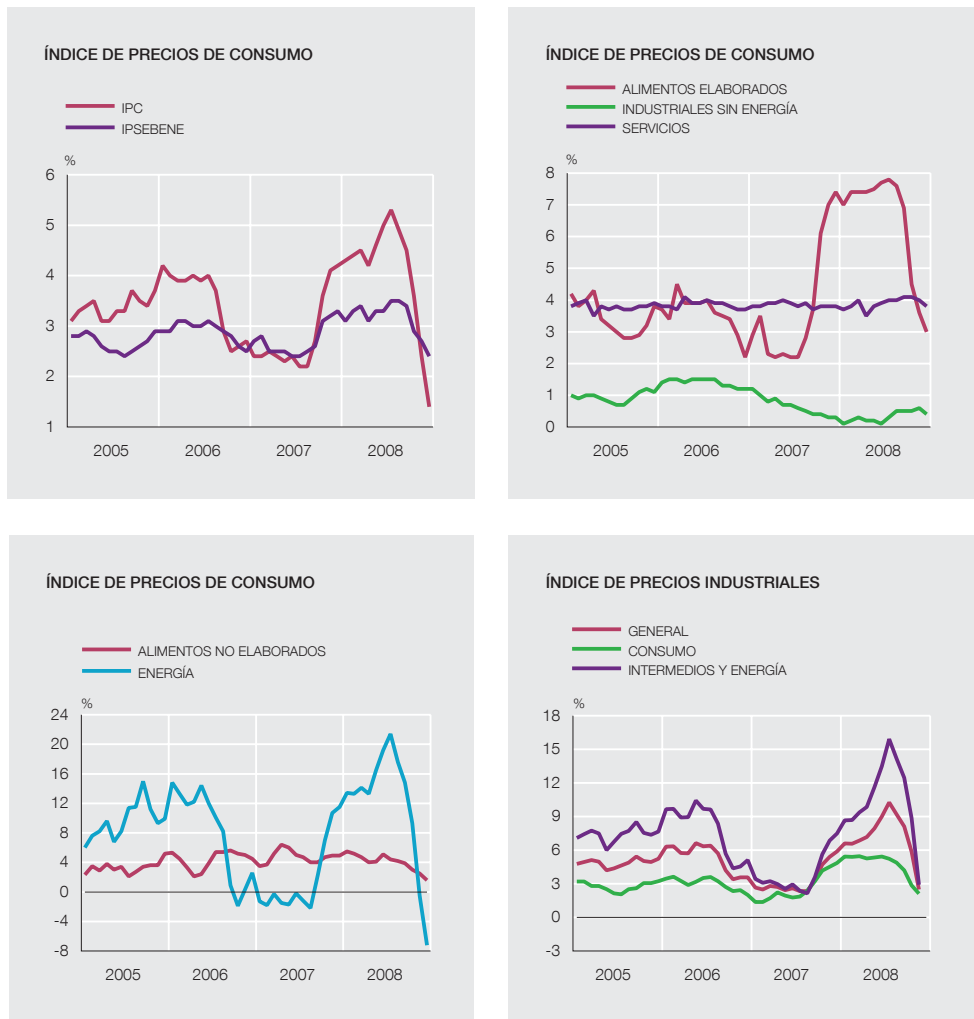 ÍNDICE DE PRECIOS DE CONSUMO
IPC
IPSEBENE
%
6
5
4
3
2
1
2005 2006 2007 2008
ÍNDICE DE PRECIOS DE CONSUMO
ALIMENTOS ELABORADOS
INDUSTRIALES SIN ENERGÍA
SERVICIOS
%
8
7
6
5
4
3
2
1
0
2005 2006 2007 2008
ÍNDICE DE PRECIOS DE CONSUMO
ALIMENTOS NO ELABORADOS
ENERGÍA
%
24
20
16
12
8
4
0
-4
-8
2005 2006 2007 2008
ÍNDICE DE PRECIOS INDUSTRIALES
GENERAL
CONSUMO
INTERMEDIOS Y ENERGÍA
%
18
15
12
9
6
3
0
-3
2005 2006 2007 2008